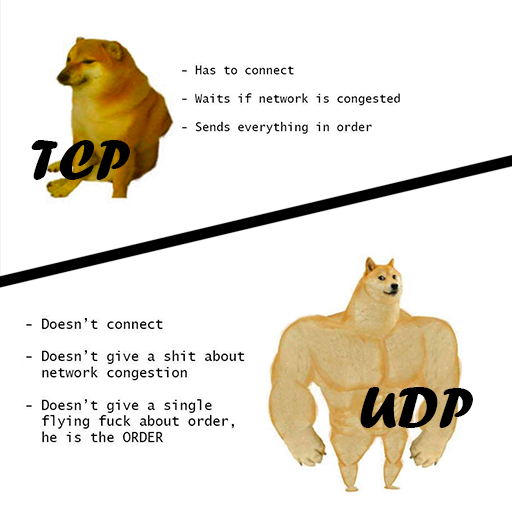 - Has to connect
- Waits if network is congested
- Sends everything in order
TCP
- Doesn't connect
- Doesn't give a shit about
network congestion
- Doesn't give a single
flying fuck about order,
he is the ORDER
UDP